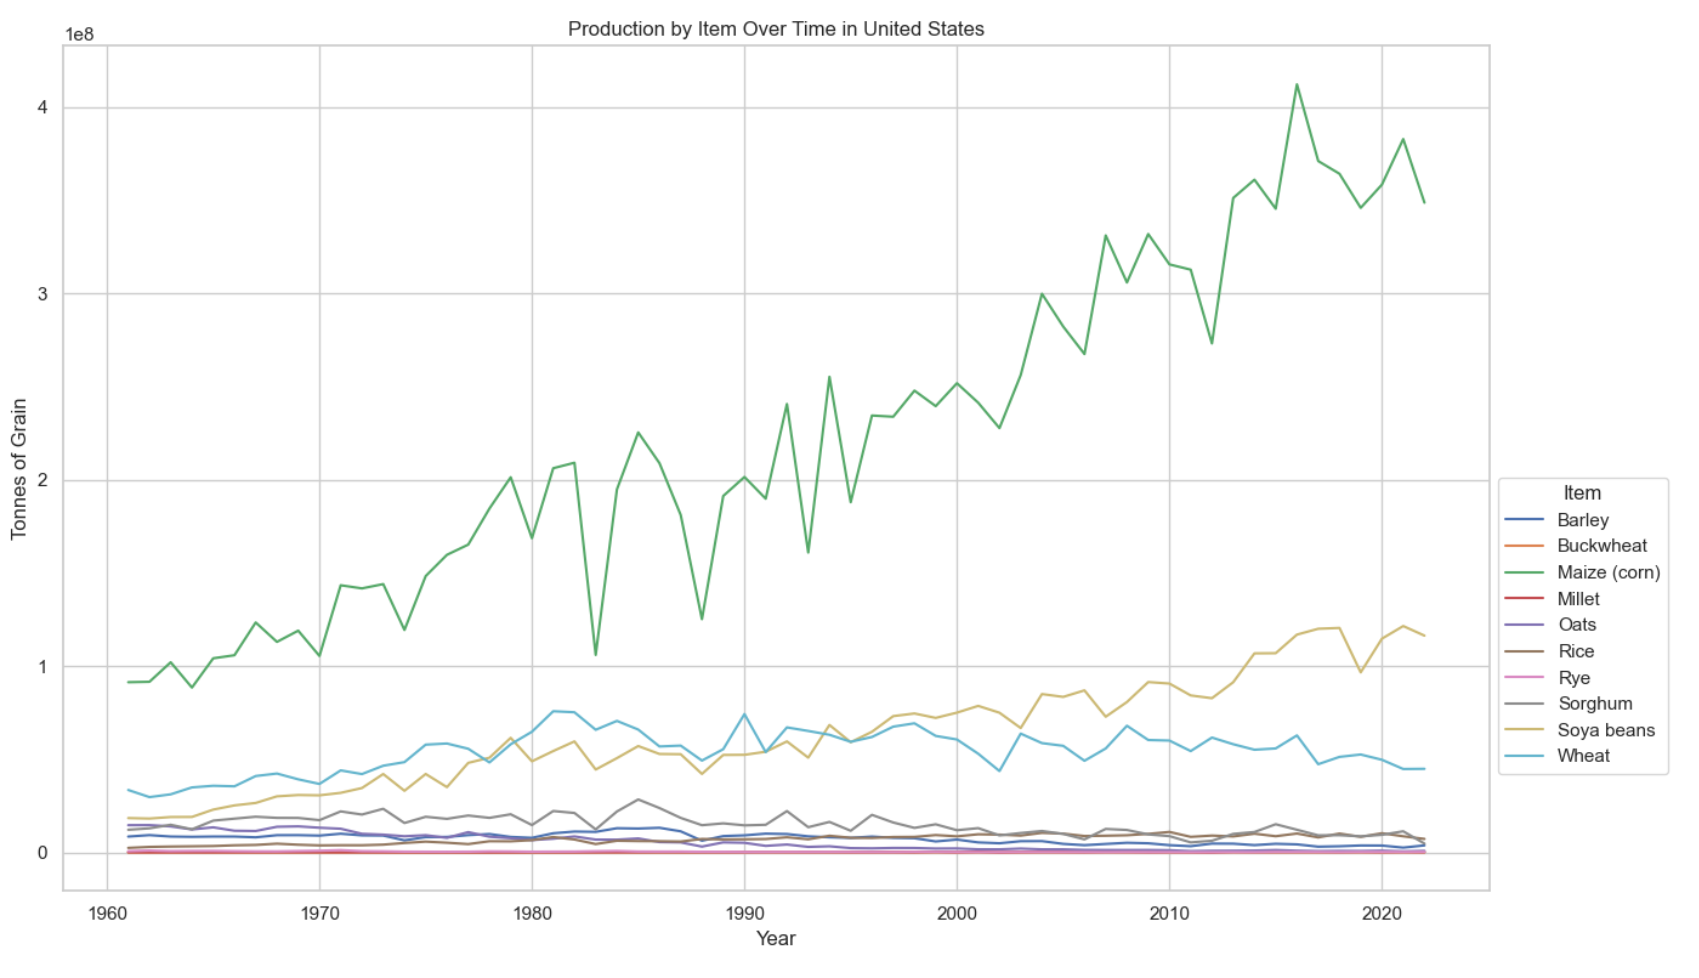 Production by Item Over Time in United States
1e8
4
3
2
1
0
Tonnes of Grain
1960 1970 1980 1990 2000 2010 2020
Year
Item
Barley
Buckwheat
Maize (corn)
Millet
Oats
Rice
Rye
Sorghum
Soya beans
Wheat